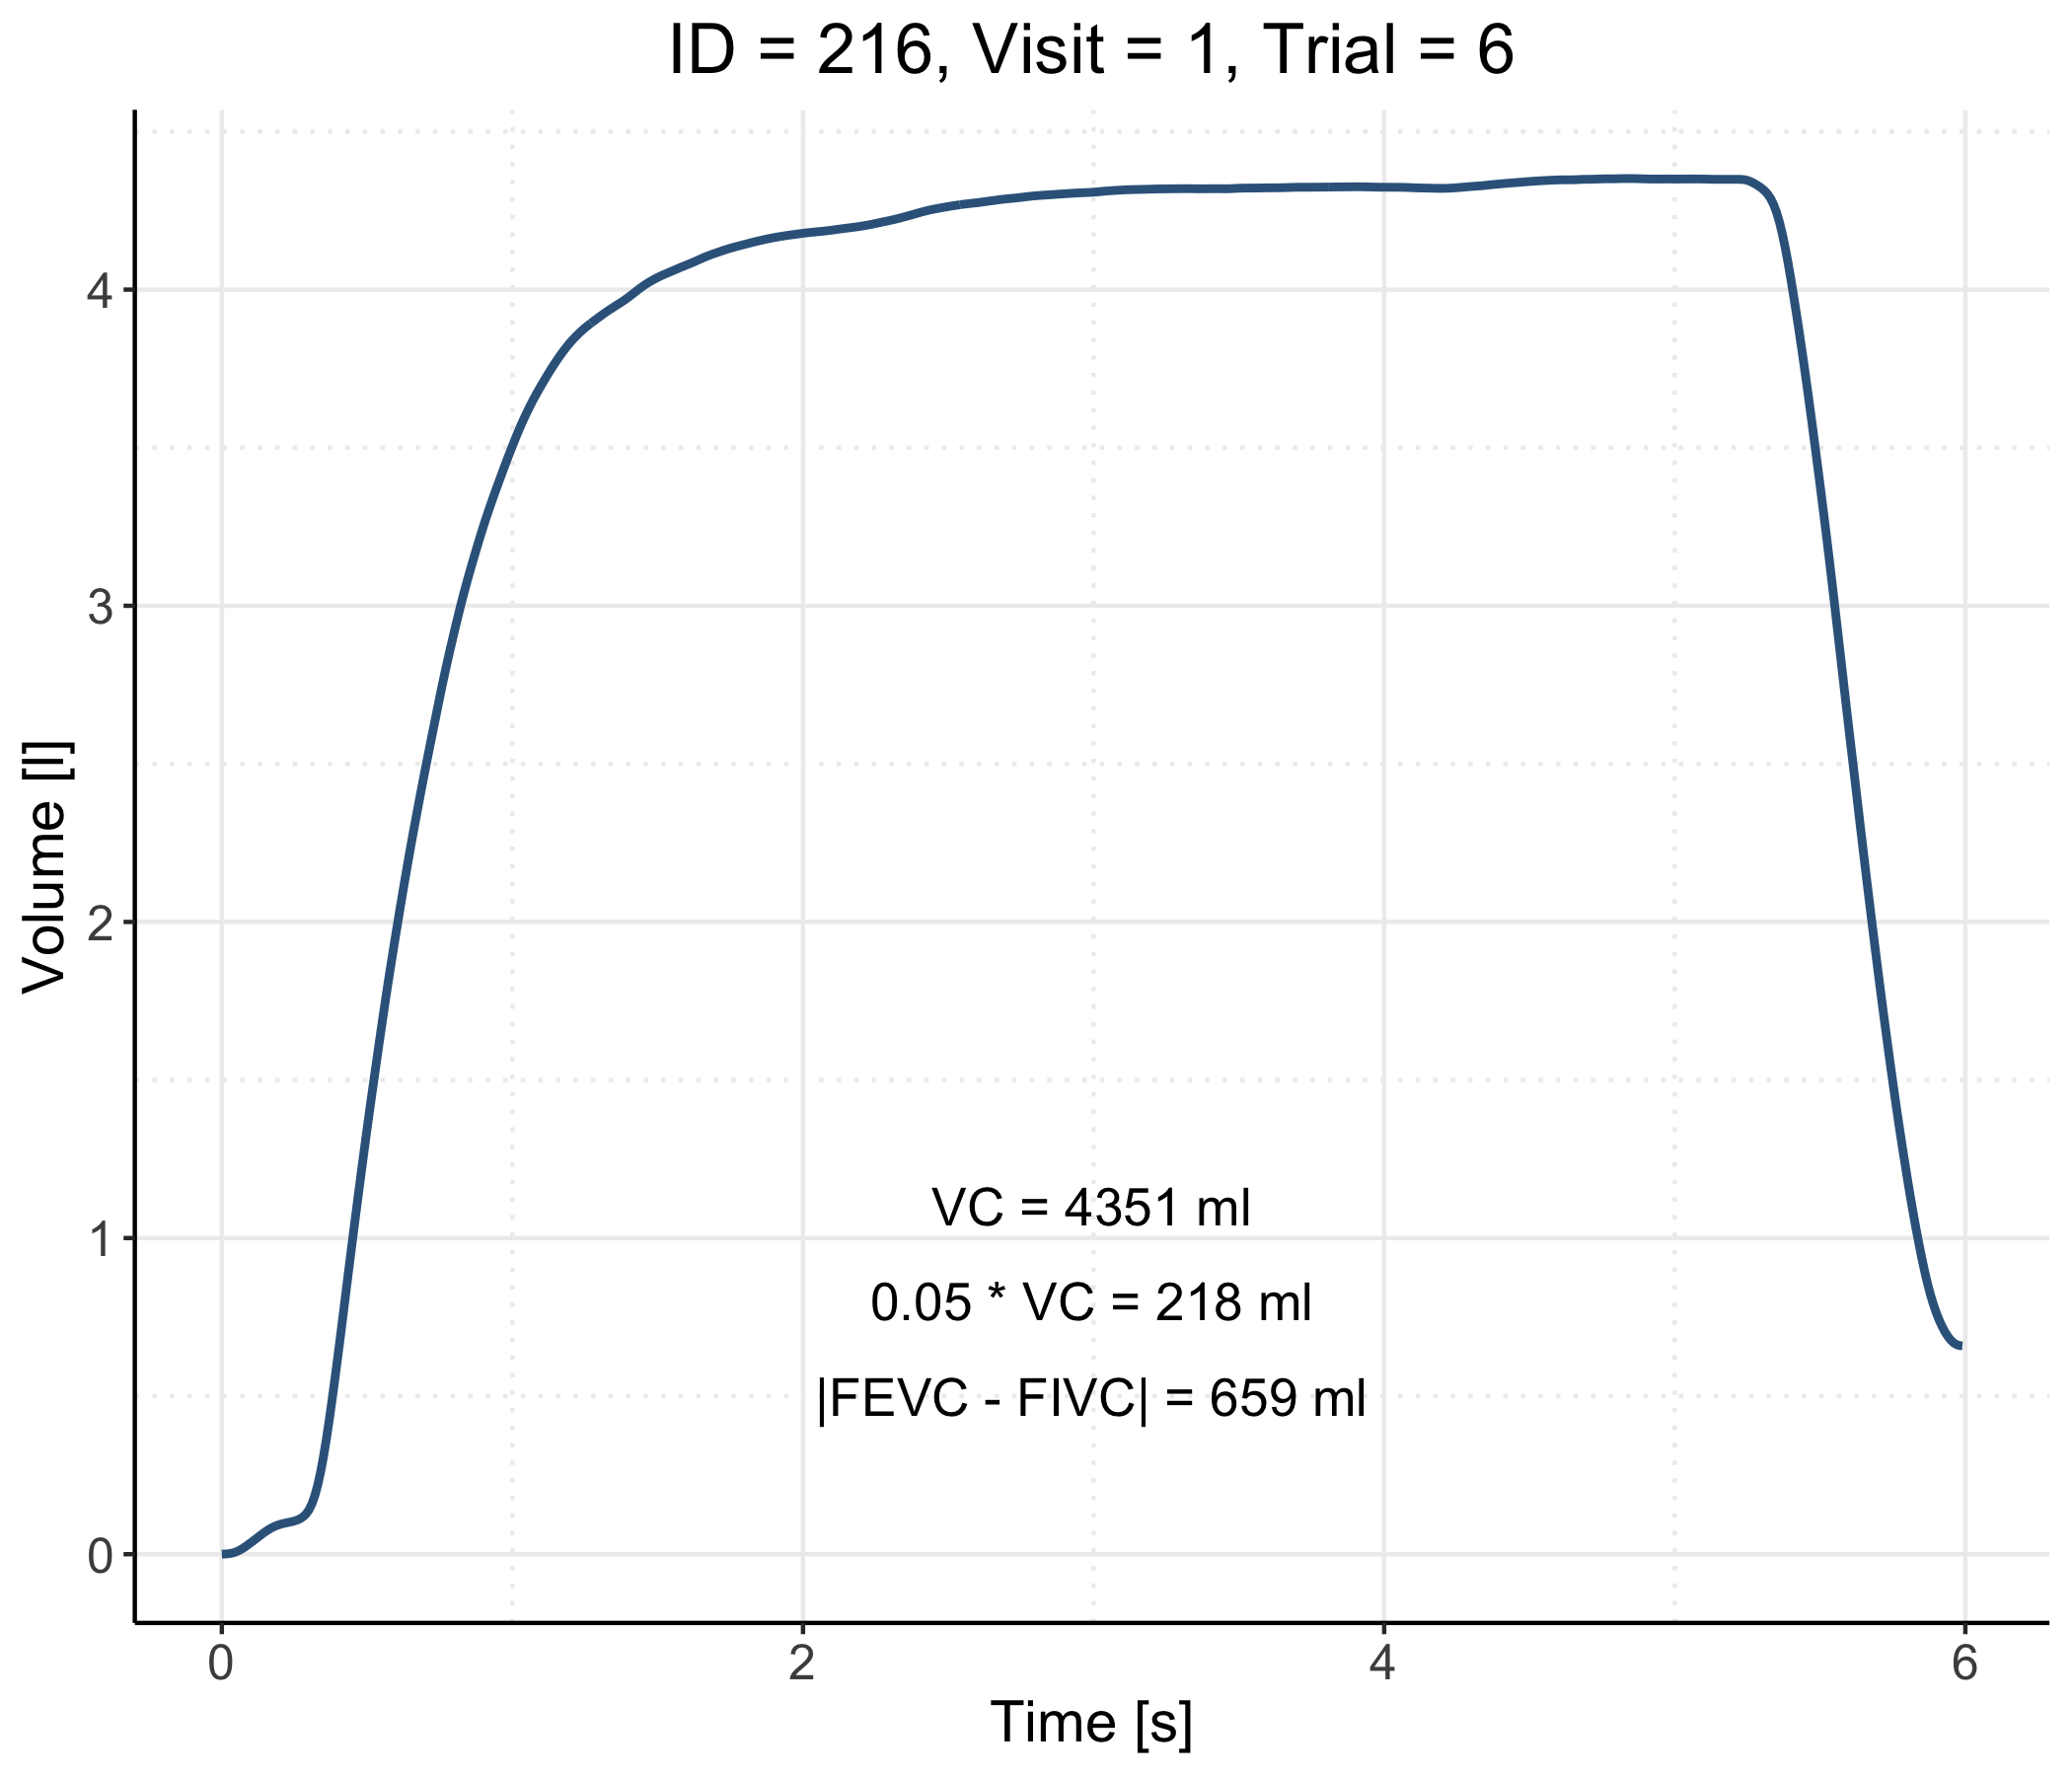 ID = 216, Visit = 1, Trial = 6
4
3
2
1
0
Volume [l]
VC = 4351 ml
0.05 * VC = 218 ml
|FEVC - FIVC| = 659 ml
0 2 4 6
Time [s]